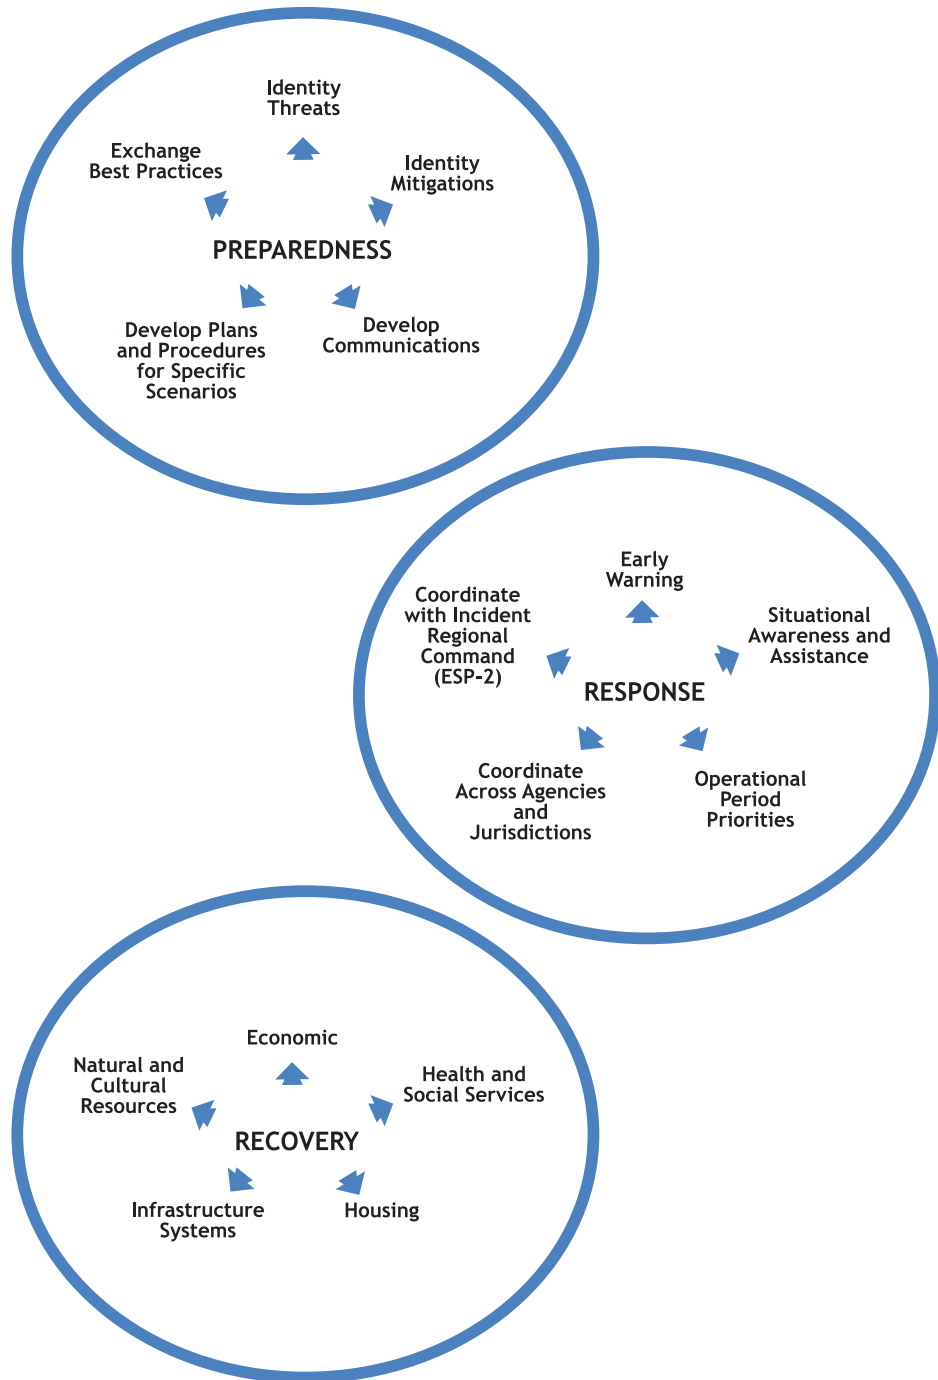 Identity
Threats
Exchange
Best Practices
Identity
Mitigations
PREPAREDNESS
Develop Plans
and Procedures
for Specific
Scenarios
Develop
Communications
Early
Warning
Coordinate
with Incident
Regional
Command
(ESP-2)
Situational
Awareness and
Assistance
RESPONSE
Coordinate
Across Agencies
and
Jurisdictions
Operational
Period
Priorities
Economic
Natural and
Cultural
Resources
Health and
Social Services
RECOVERY
Infrastructure
Systems
Housing